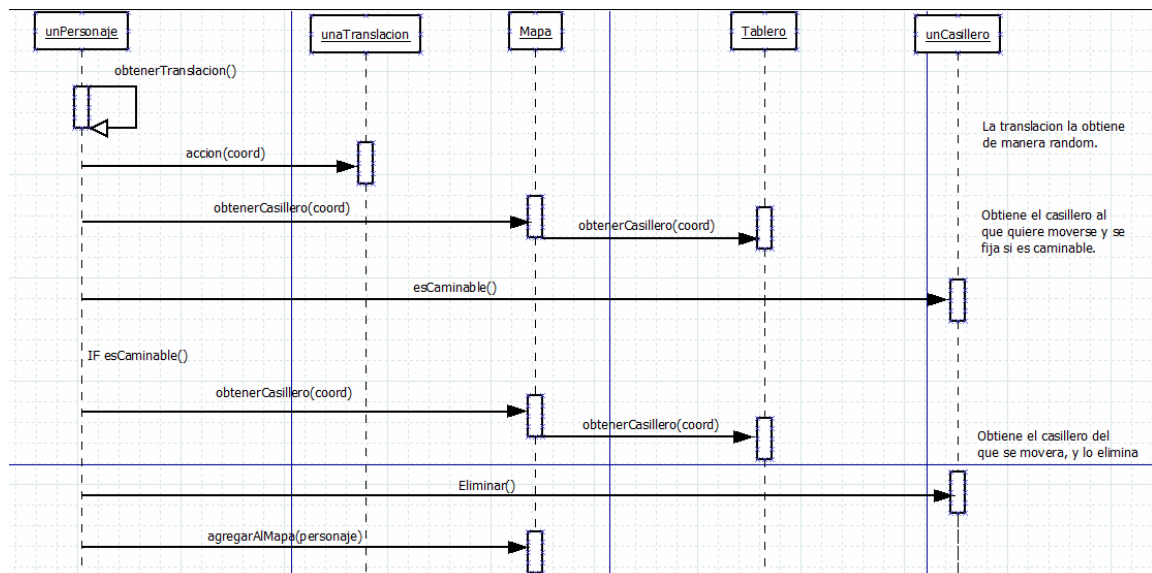 unPersonaje
unaTranslacion
Mapa
Tablero
unCasillero
obtenerTranslacion()
La translacion la obtiene
de manera random.
accion(coord)
obtenerCasillero(coord)
obtenerCasillero(coord)
Obtiene el casillero al
que quiere moverse y se
fija si es caminable.
esCaminable()
IF esCaminable()
obtenerCasillero(coord)
obtenerCasillero(coord)
Obtiene el casillero del
que se movera, y lo elimina
Eliminar()
agregarAlMapa(personaje)